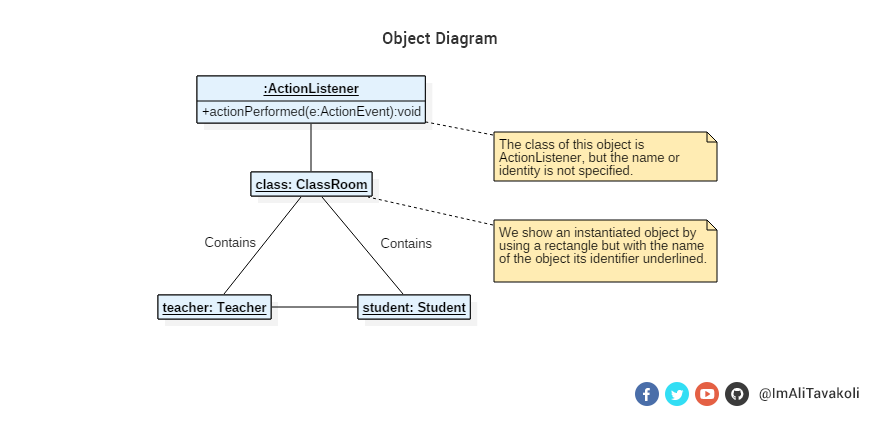 Object Diagram
:ActionListener
+actionPerformed(e:ActionEvent):void
The class of this object is
ActionListener, but the name or
identity is not specified.
class: ClassRoom
We show an instantiated object by
using a rectangle but with the name
of the object its identifier underlined.
Contains
Contains
teacher: Teacher
student: Student
@ImAliTavakoli